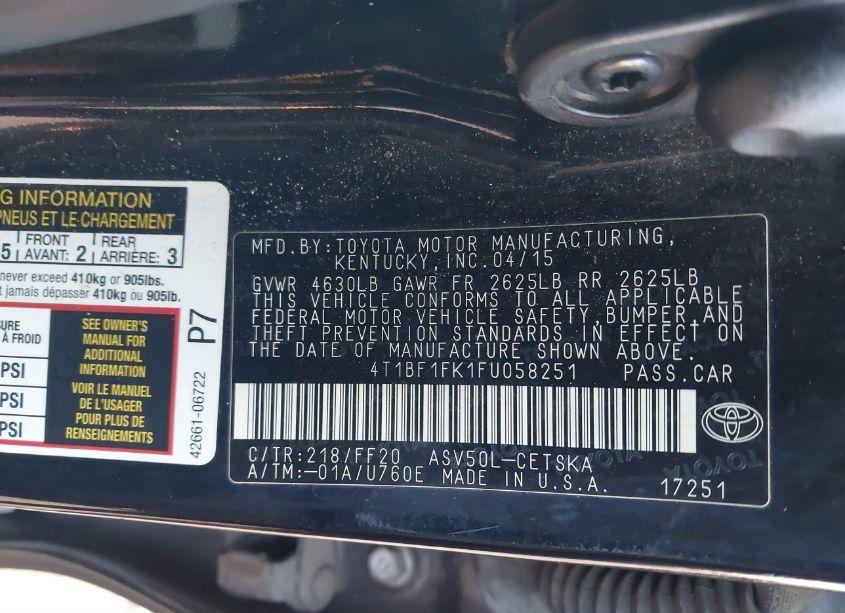 G INFORMATION
PNEUS ET LE CHARGEMENT
5 FRONT AVANT: 2 REAR ARRIÈRE: 3
never exceed 410kg or 905lbs.
t jamais dépasser 410kg ou 905lb.
SURE
À FROID
PSI
PSI
PSI
SEE OWNER'S
MANUAL FOR
ADDITIONAL
INFORMATION
VOIR LE MANUEL
DE L'USAGER
POUR PLUS DE
RENSEIGNEMENTS
P7
42661-06722
MFD.BY:TOYOTA MOTOR MANUFACTURING,
KENTUCKY,INC.04/15
GVWR 4630LB GAWR FR 2625LB RR 2625LB
THIS VEHICLE CONFORMS TO ALL APPLICABLE
FEDERAL MOTOR VEHICLE SAFETY,BUMPER,AND
THEFT PREVENTION STANDARDS IN EFFECT ON
THE DATE OF MANUFACTURE SHOWN ABOVE.
4T1BF1FK1FU058251 PASS.CAR
C/TR:218/FF20 ASV50L-CETSKA
A/TM:-01A/U760E MADE IN U.S.A. 17251